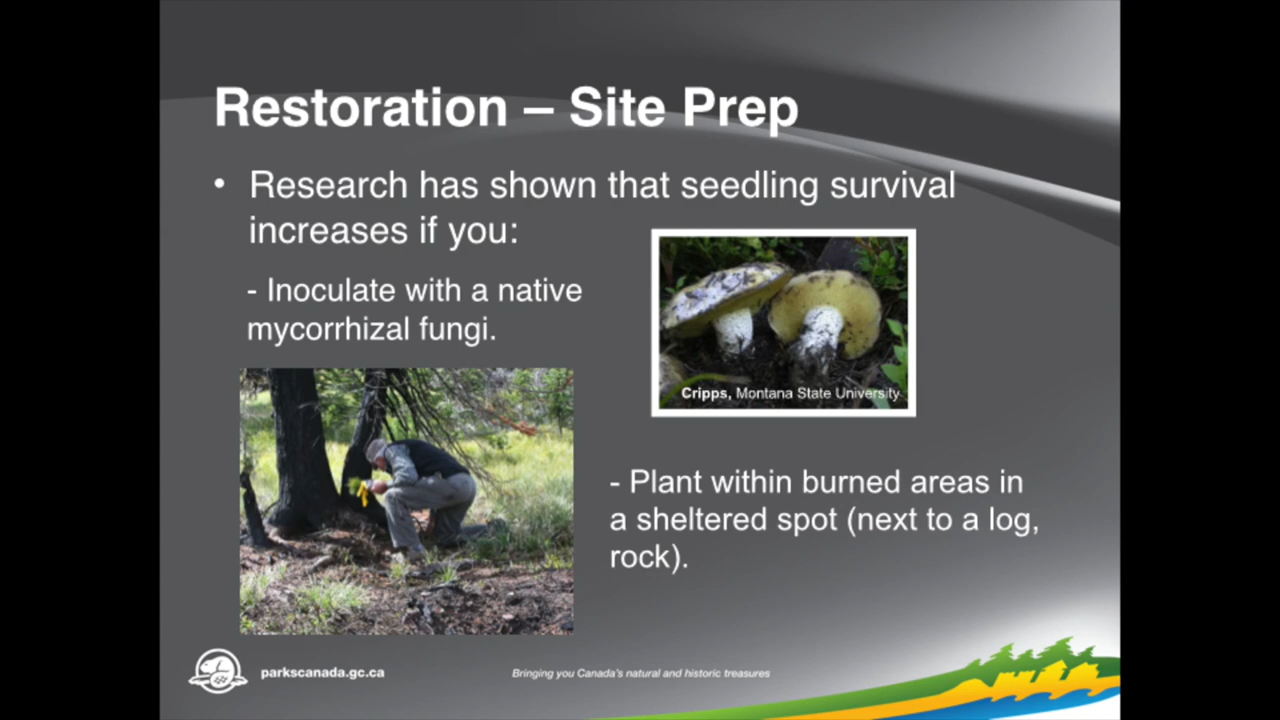 Restoration – Site Prep
• Research has shown that seedling survival
increases if you:
- Inoculate with a native
mycorrhizal fungi.
Cripps, Montana State University
- Plant within burned areas in
a sheltered spot (next to a log,
rock).
parkscanada.gc.ca
Bringing you Canada's natural and historic treasures